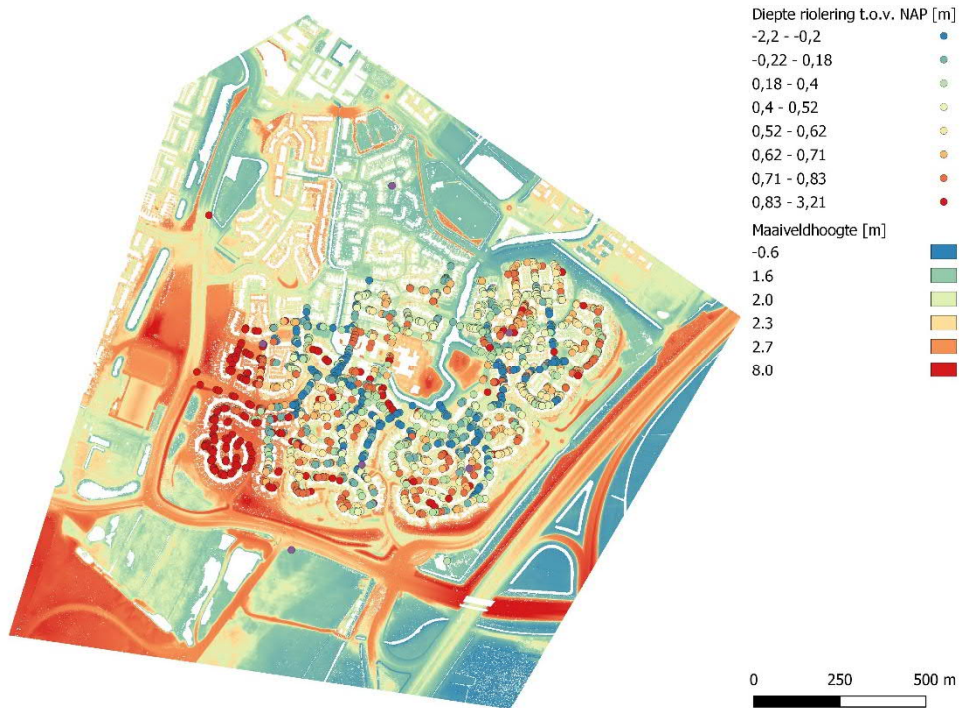 Diepte riolering t.o.v. NAP [m]
-2,2 - -0,2
-0,22 - 0,18
0,18 - 0,4
0,4 - 0,52
0,52 - 0,62
0,62 - 0,71
0,71 - 0,83
0,83 - 3,21
Maaiveldhoogte [m]
-0.6
1.6
2.0
2.3
2.7
8.0
0 250 500 m